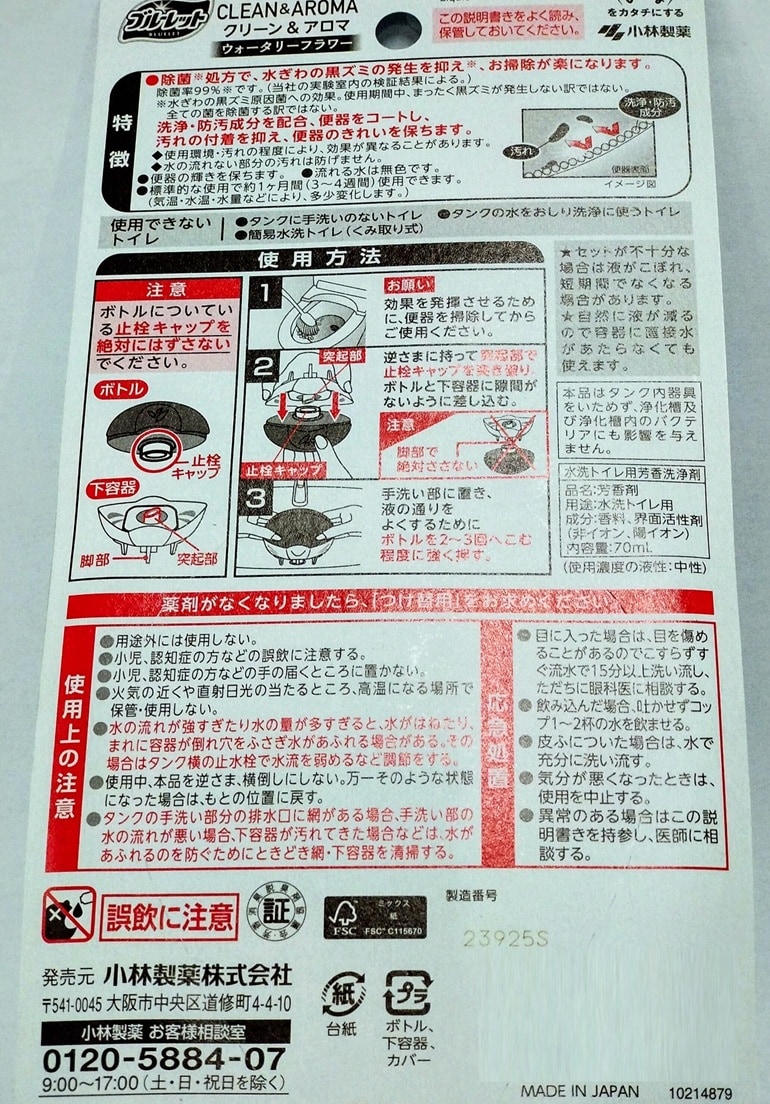 ブルーレット
BLUELET
CLEAN&AROMA
クリーン&アロマ
ウォータリーフラワー
この説明書きをよく読み、
保管しておいてください。
をカタチにする
小林製薬
特徴
●除菌※処方で、水ぎわの黒ズミの発生を抑え※、お掃除が楽になります。
除菌率99%※です。(当社の実験室内の検証結果による。)
※水ぎわの黒ズミ原因菌への効果。使用期間中、まったく黒ズミが発生しない訳ではない。
全ての菌を除菌する訳ではない。
洗浄・防汚成分を配合、便器をコートし、
汚れの付着を抑え、便器のきれいを保ちます。
◆使用環境・汚れの程度により、効果が異なることがあります。
◆水の流れない部分の汚れは防げません。
●便器の輝きを保ちます。 ●流れる水は無色です。
●標準的な使用で約1ヶ月間(3〜4週間)使用できます。
(気温・水温・水量などにより、多少変化します。)
洗浄・防汚
成分
汚れ
便器表面
イメージ図
使用できない
トイレ
●タンクに手洗いのないトイレ ●タンクの水をおしり洗浄に使うトイレ
●簡易水洗トイレ(くみ取り式)
使用方法
注意
ボトルについてい
る止栓キャップを
絶対にはずさない
でください。
ボトル
止栓
キャップ
下容器
脚部
突起部
1
お願い
効果を発揮させるため
に、便器を掃除してから
ご使用ください。
2
突起部
止栓キャップ
逆さまに持って突起部で
止栓キャップを突き破り、
ボトルと下容器に隙間が
ないように差し込む。
注意
脚部で
絶対ささない
3
手洗い部に置き、
液の通りを
よくするために
ボトルを2〜3回へこむ
程度に強く押す。
★セットが不十分な
場合は液がこぼれ、
短期間でなくなる
場合があります。
★自然に液が減る
ので容器に直接水
があたらなくても
使えます。
本品はタンク内器具
をいためず、浄化槽及
び浄化槽内のバクテ
リアにも影響を与え
ません。
水洗トイレ用芳香洗浄剤
品名:芳香剤
用途:水洗トイレ用
成分:香料、界面活性剤
(非イオン、陽イオン)
内容量:70mL
(使用濃度の液性:中性)
薬剤がなくなりましたら、「つけ替用」をお求めください。
使用上の注意
●用途外には使用しない。
●小児、認知症の方などの誤飲に注意する。
●小児、認知症の方などの手の届くところに置かない。
●火気の近くや直射日光の当たるところ、高温になる場所で
保管・使用しない。
●水の流れが強すぎたり水の量が多すぎると、水がはねたり、
まれに容器が倒れ穴をふさぎ水があふれる場合がある。その
場合はタンク横の止水栓で水流を弱めるなど調節をする。
●使用中、本品を逆さま、横倒しにしない。万一そのような状態
になった場合は、もとの位置に戻す。
●タンクの手洗い部分の排水口に網がある場合、手洗い部の
水の流れが悪い場合、下容器が汚れてきた場合などは、水が
あふれるのを防ぐためにときどき網・下容器を清掃する。
応急処置
●目に入った場合は、目を傷め
ることがあるのでこすらずす
ぐ流水で15分以上洗い流し、
ただちに眼科医に相談する。
●飲み込んだ場合、吐かせずコッ
プ1〜2杯の水を飲ませる。
●皮ふについた場合は、水で
充分に洗い流す。
●気分が悪くなったときは、
使用を中止する。
●異常のある場合はこの説
明書きを持参し、医師に相
談する。
誤飲に注意
証
FSC
ミックス
紙
FSC™ C115670
製造番号
23925S
発売元 小林製薬株式会社
〒541-0045 大阪市中央区道修町4-4-10
小林製薬 お客様相談室
0120-5884-07
9:00〜17:00(土・日・祝日を除く)
紙
台紙
プラ
ボトル、
下容器、
カバー
MADE IN JAPAN 10214879